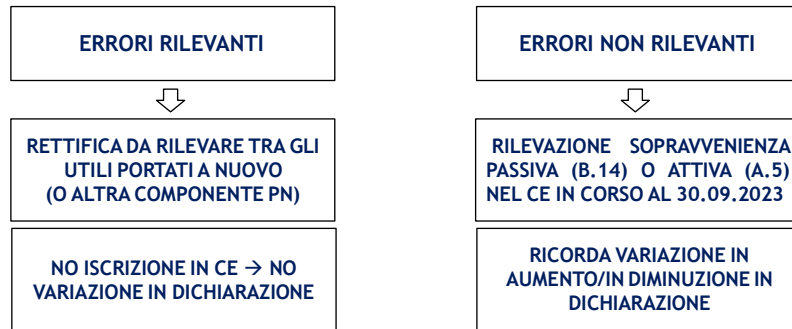 ERRORI RILEVANTI
RETTIFICA DA RILEVARE TRA GLI
UTILI PORTATI A NUOVO
(O ALTRA COMPONENTE PN)
NO ISCRIZIONE IN CE → NO
VARIAZIONE IN DICHIARAZIONE
ERRORI NON RILEVANTI
RILEVAZIONE SOPRAVVENIENZA
PASSIVA (B.14) O ATTIVA (A.5)
NEL CE IN CORSO AL 30.09.2023
RICORDA VARIAZIONE IN
AUMENTO/IN DIMINUZIONE IN
DICHIARAZIONE